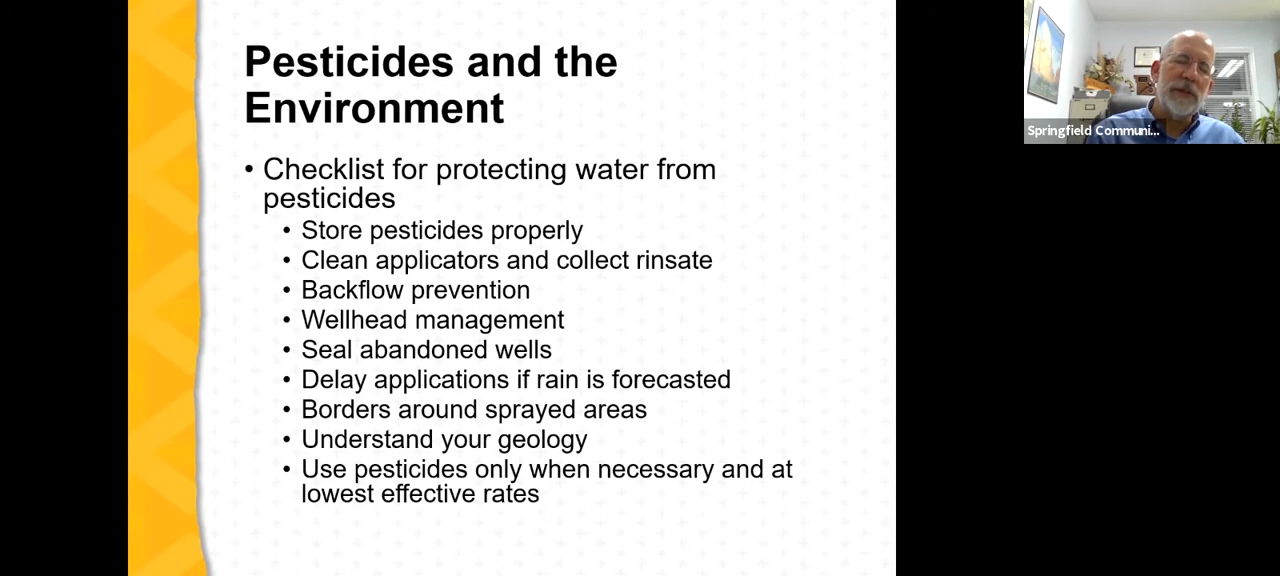 Pesticides and the
Environment
• Checklist for protecting water from
pesticides
• Store pesticides properly
• Clean applicators and collect rinsate
• Backflow prevention
• Wellhead management
• Seal abandoned wells
• Delay applications if rain is forecasted
• Borders around sprayed areas
• Understand your geology
• Use pesticides only when necessary and at
lowest effective rates
Springfield Communi...